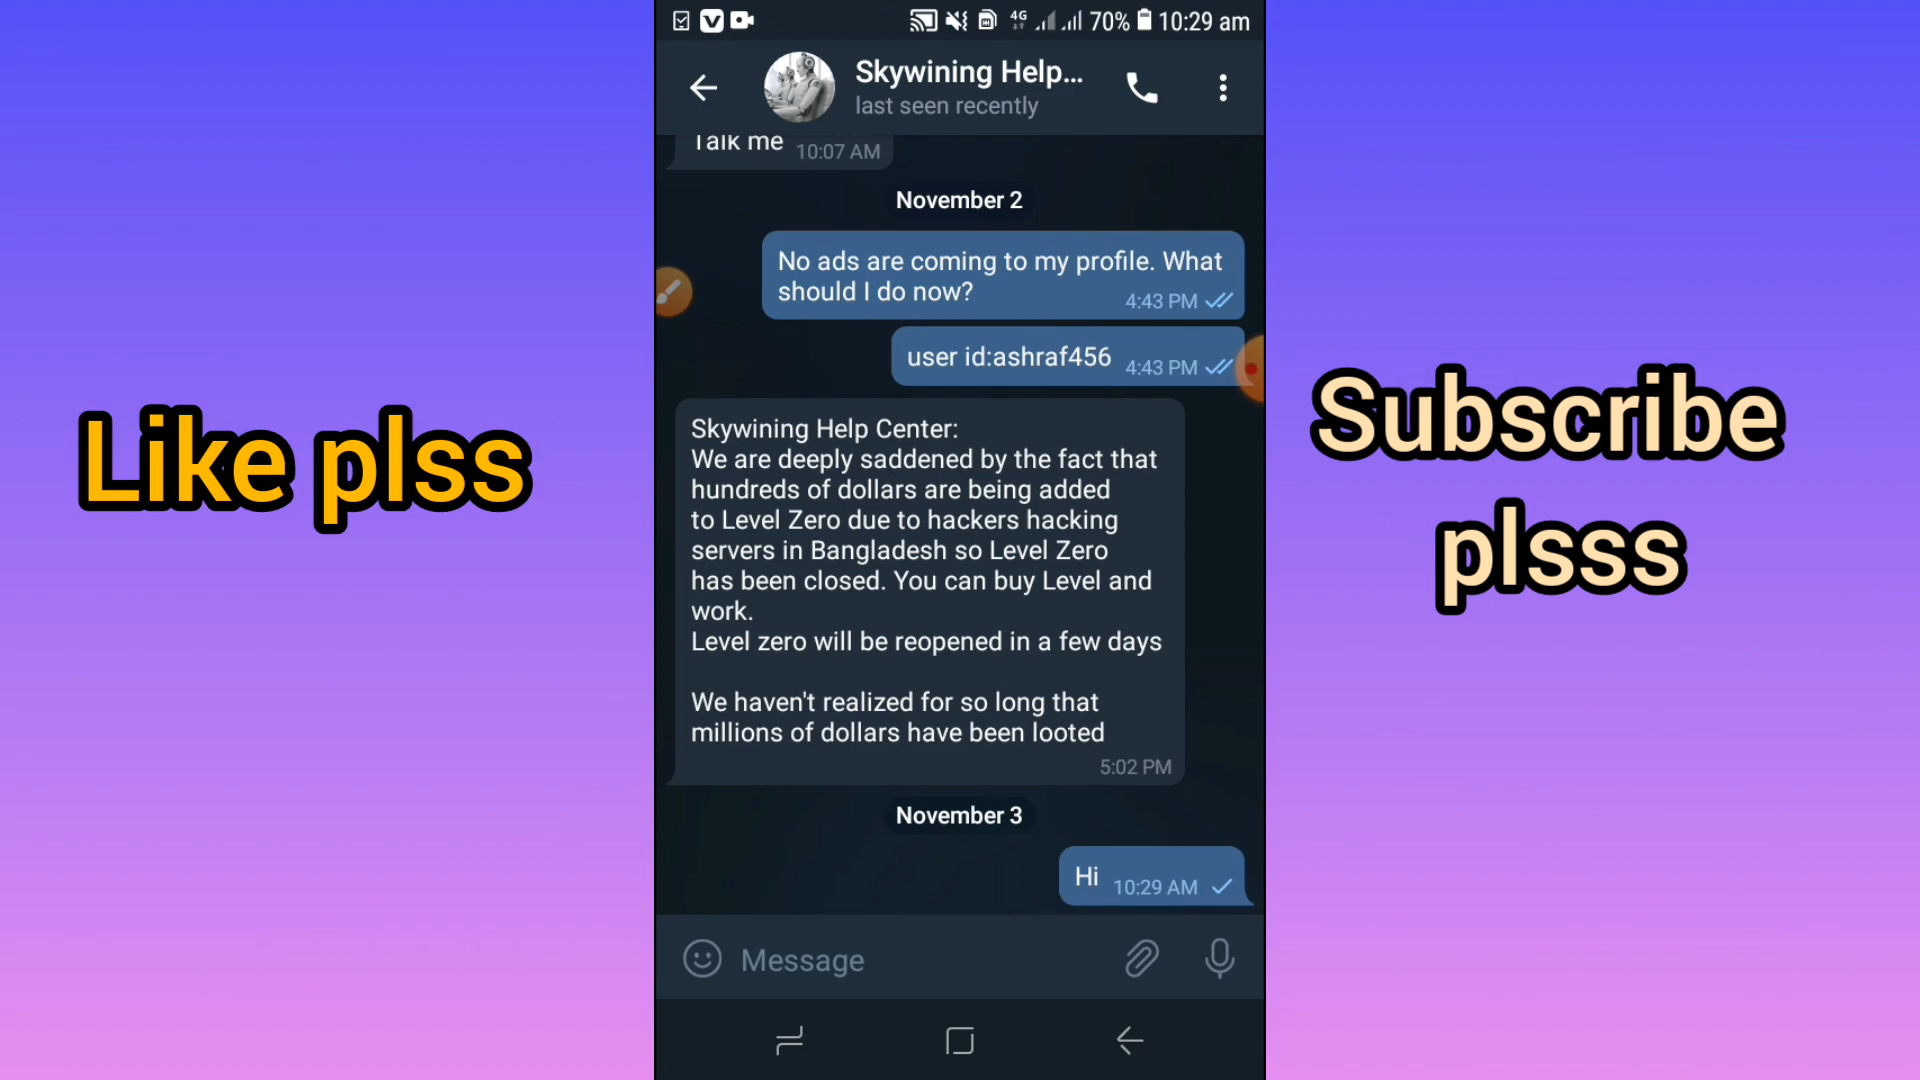 4G 70% 10:29 am
Skywining Help...
last seen recently
Talk me 10:07 AM
November 2
No ads are coming to my profile. What
should I do now? 4:43 PM
user id:ashraf456 4:43 PM
Skywining Help Center:
We are deeply saddened by the fact that
hundreds of dollars are being added
to Level Zero due to hackers hacking
servers in Bangladesh so Level Zero
has been closed. You can buy Level and
work.
Level zero will be reopened in a few days
We haven't realized for so long that
millions of dollars have been looted
5:02 PM
November 3
Hi 10:29 AM
Message
Like plss
Subscribe
plsss